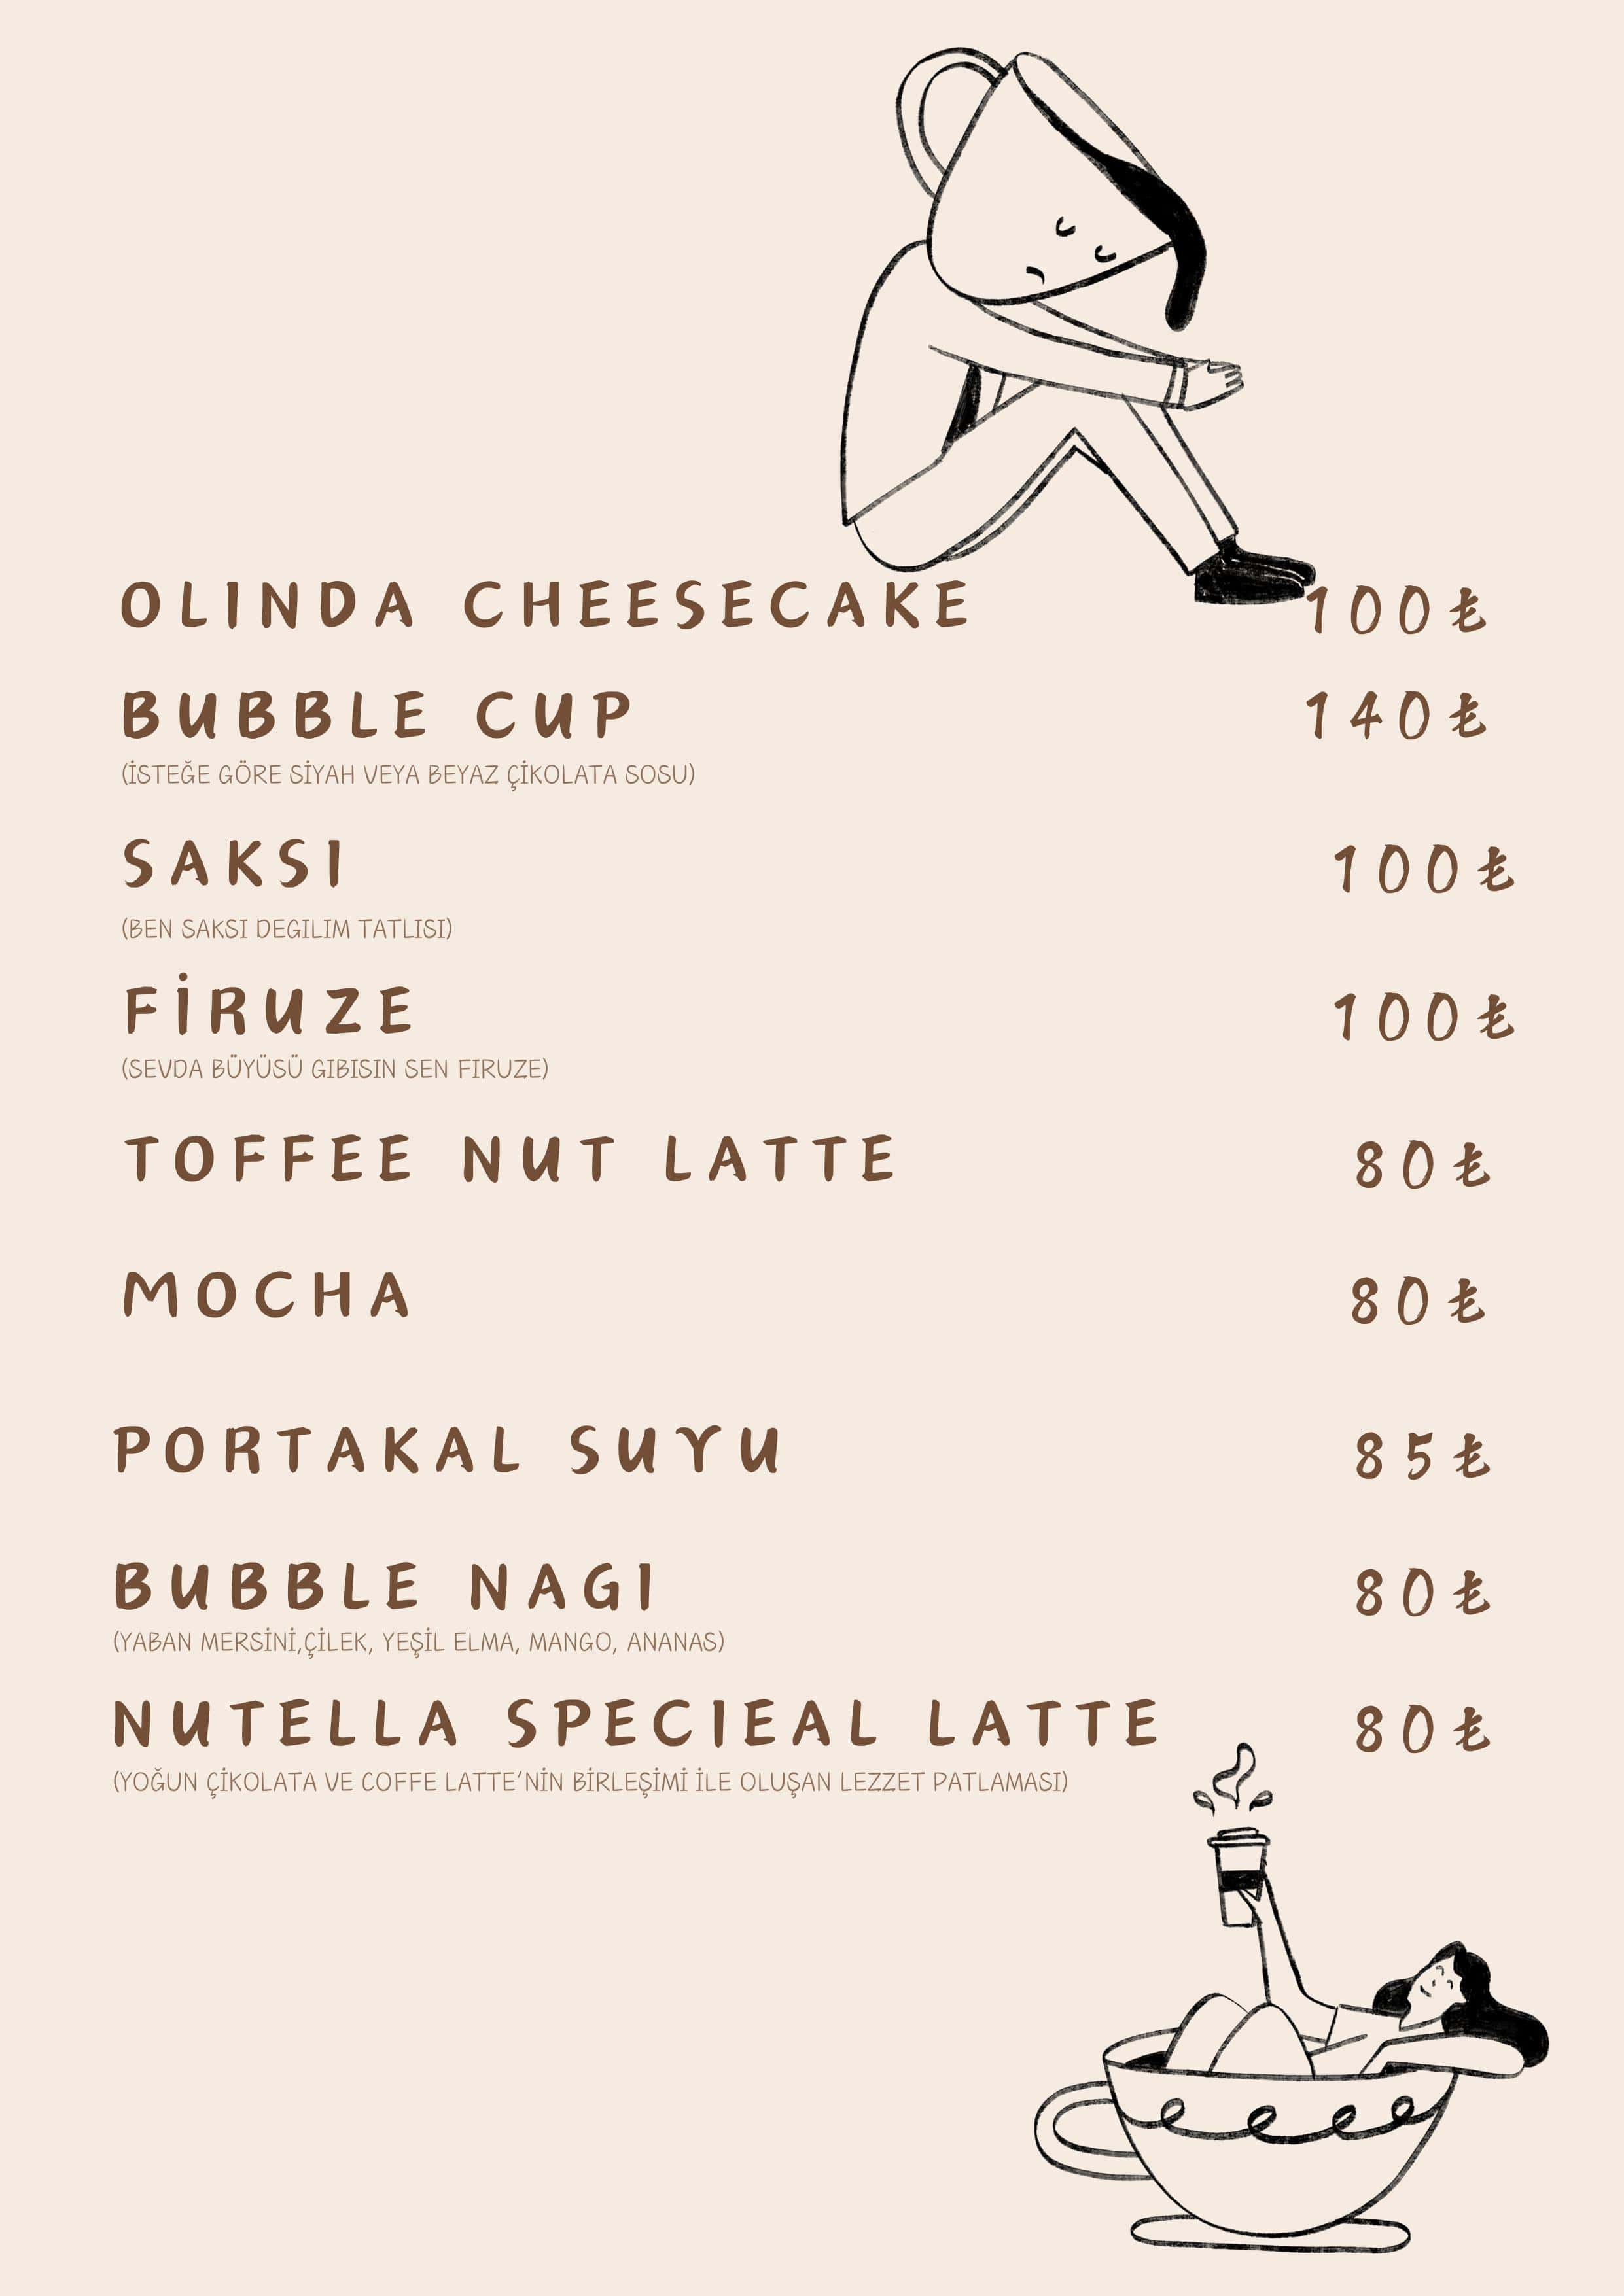 OLINDA CHEESECAKE 100₺
BUBBLE CUP 140₺
(İSTEĞE GÖRE SİYAH VEYA BEYAZ ÇİKOLATA SOSU)
SAKSI 100₺
(BEN SAKSI DEGILIM TATLISI)
FİRUZE 100₺
(SEVDA BÜYÜSÜ GIBISIN SEN FIRUZE)
TOFFEE NUT LATTE 80₺
MOCHA 80₺
PORTAKAL SUYU 85₺
BUBBLE NAGI 80₺
(YABAN MERSİNİ,ÇİLEK, YEŞİL ELMA, MANGO, ANANAS)
NUTELLA SPECIEAL LATTE 80₺
(YOĞUN ÇİKOLATA VE COFFE LATTE'NİN BİRLEŞİMİ İLE OLUŞAN LEZZET PATLAMASI)